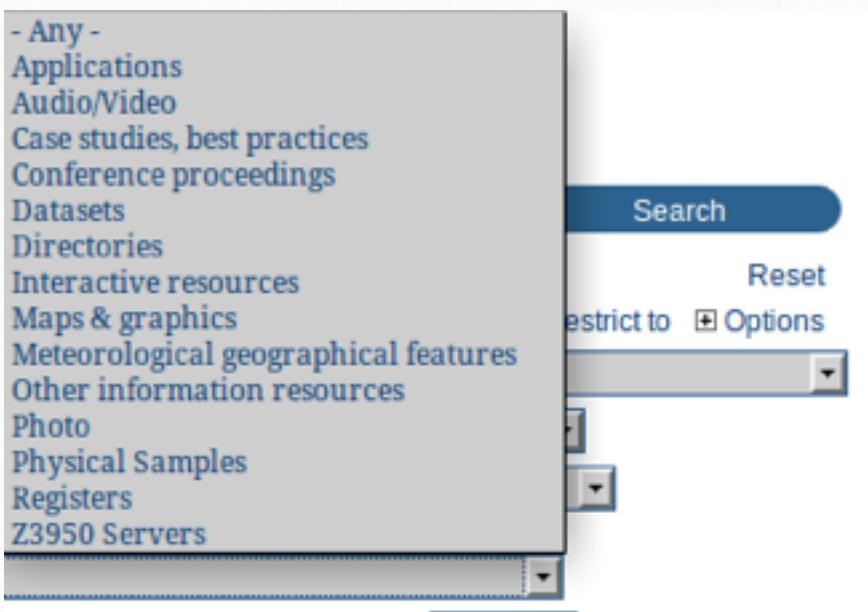 - Any -
Applications
Audio/Video
Case studies, best practices
Conference proceedings
Datasets
Directories
Interactive resources
Maps & graphics
Meteorological geographical features
Other information resources
Photo
Physical Samples
Registers
Z3950 Servers
Search
Reset
estrict to
Options